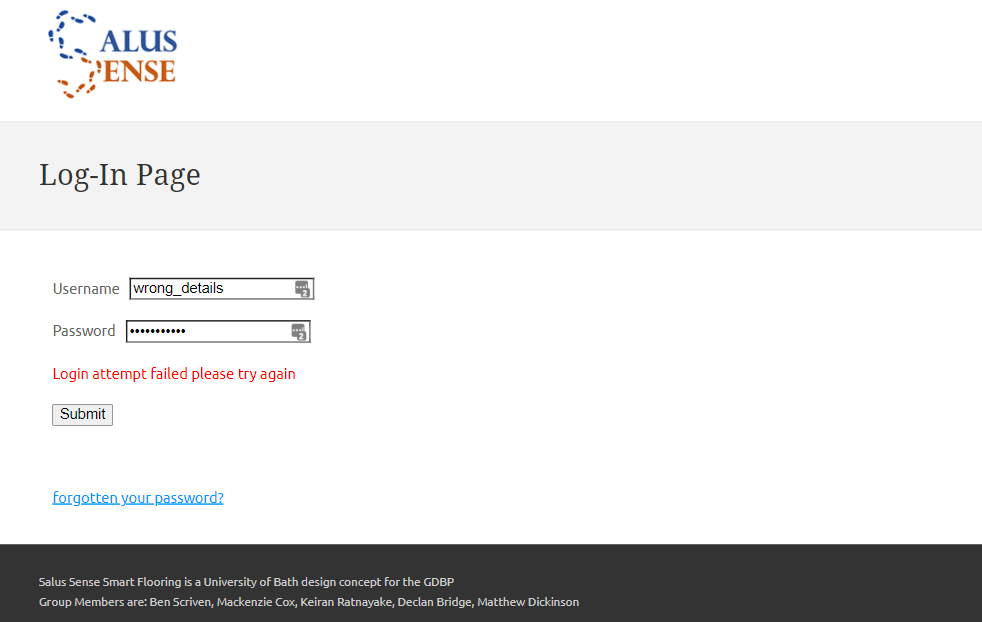 SALUS
SENSE
Log-In Page
Username wrong_details
Password •••••••••••
Login attempt failed please try again
Submit
forgotten your password?
Salus Sense Smart Flooring is a University of Bath design concept for the GDBP
Group Members are: Ben Scriven, Mackenzie Cox, Keiran Ratnayake, Declan Bridge, Matthew Dickinson